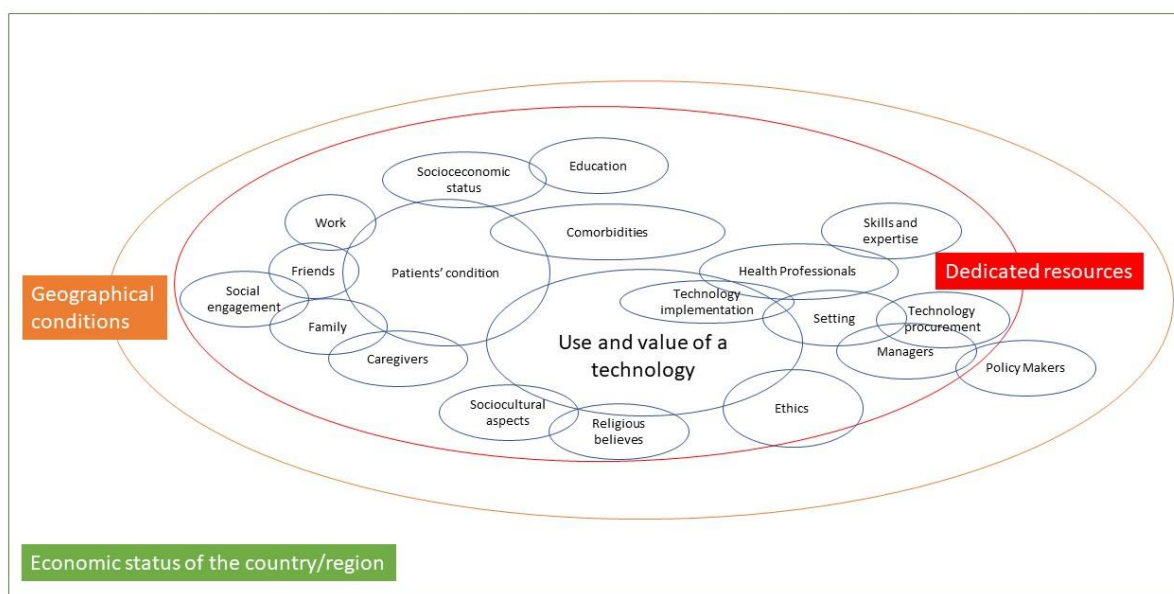 Education
Socioeconomic
status
Work
Comorbidities
Skills and
expertise
Friends
Patients' condition
Health Professionals
Dedicated resources
Geographical
conditions
Social
engagement
Technology
implementation
Family
Setting
Technology
procurement
Caregivers
Use and value of a
technology
Managers
Policy Makers
Sociocultural
aspects
Religious
believes
Ethics
Economic status of the country/region